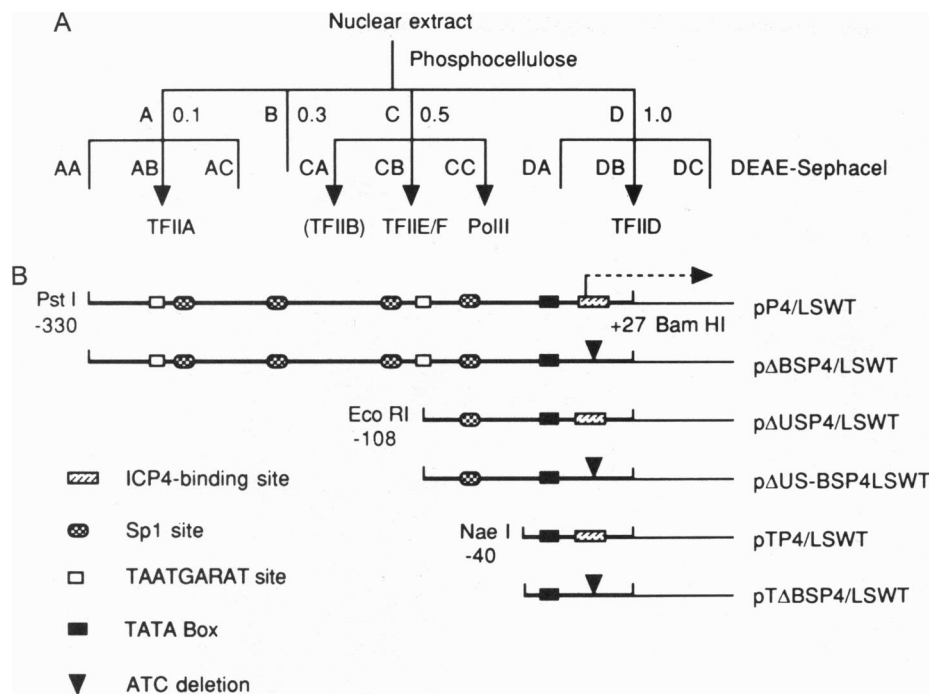 A
Nuclear extract
Phosphocellulose
A 0.1 B 0.3 C 0.5 D 1.0
AA AB AC CA CB CC DA DB DC DEAE-Sephacel
TFIIA (TFIIB) TFIIE/F PolII TFIID
B
Pst I
-330
+27 Bam HI
pP4/LSWT
pΔBSP4/LSWT
Eco RI
-108
pΔUSP4/LSWT
ICP4-binding site
pΔUS-BSP4LSWT
Sp1 site
Nae I
-40
pTP4/LSWT
TAATGARAT site
pTΔBSP4/LSWT
TATA Box
ATC deletion